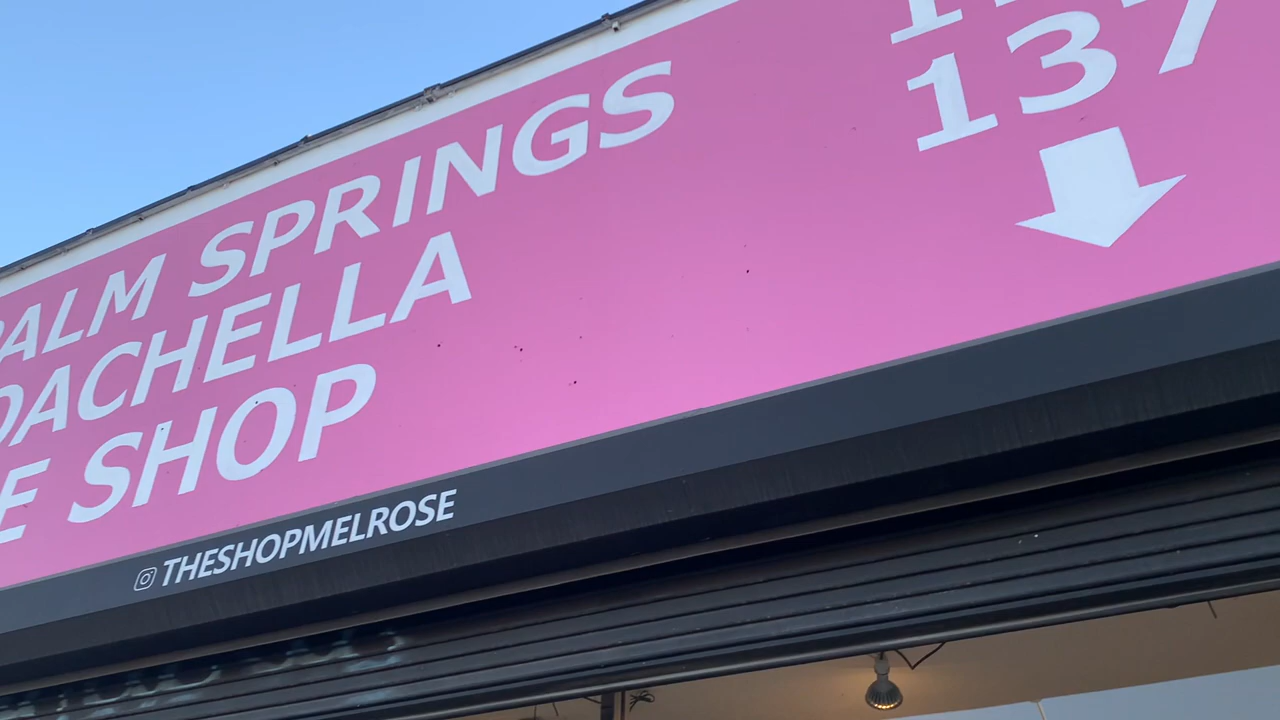 PALM SPRINGS
OACHELLA
E SHOP
137
THESHOPMELROSE